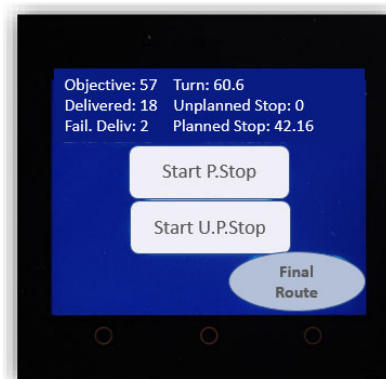 Objective: 57 Turn: 60.6
Delivered: 18 Unplanned Stop: 0
Fail. Deliv: 2 Planned Stop: 42.16
Start P.Stop
Start U.P.Stop
Final
Route